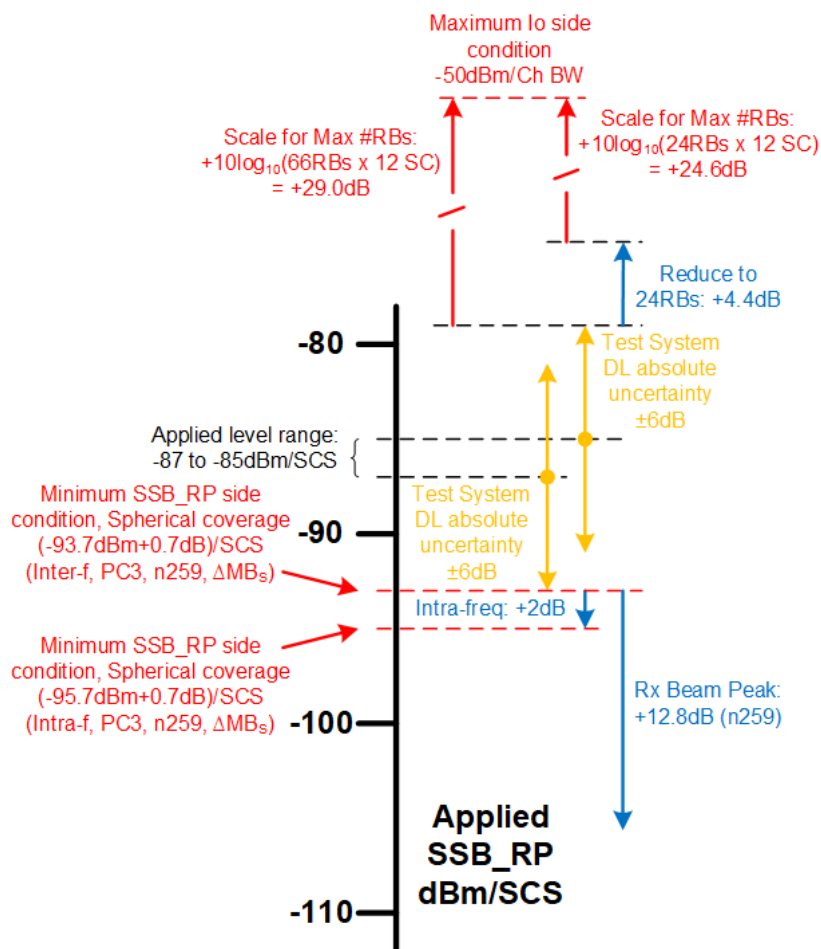 Maximum Io side
condition
-50dBm/Ch BW
Scale for Max #RBs:
+10log₁₀(66RBs x 12 SC)
= +29.0dB
Scale for Max #RBs:
+10log₁₀(24RBs x 12 SC)
= +24.6dB
Reduce to
24RBs: +4.4dB
-80
Test System
DL absolute
uncertainty
±6dB
Applied level range:
-87 to -85dBm/SCS
Minimum SSB_RP side
condition, Spherical coverage
(-93.7dBm+0.7dB)/SCS
(Inter-f, PC3, n259, ΔMBₛ)
-90
Test System
DL absolute
uncertainty
±6dB
Intra-freq: +2dB
Minimum SSB_RP side
condition, Spherical coverage
(-95.7dBm+0.7dB)/SCS
(Intra-f, PC3, n259, ΔMBₛ)
Rx Beam Peak:
+12.8dB (n259)
-100
Applied
SSB_RP
dBm/SCS
-110